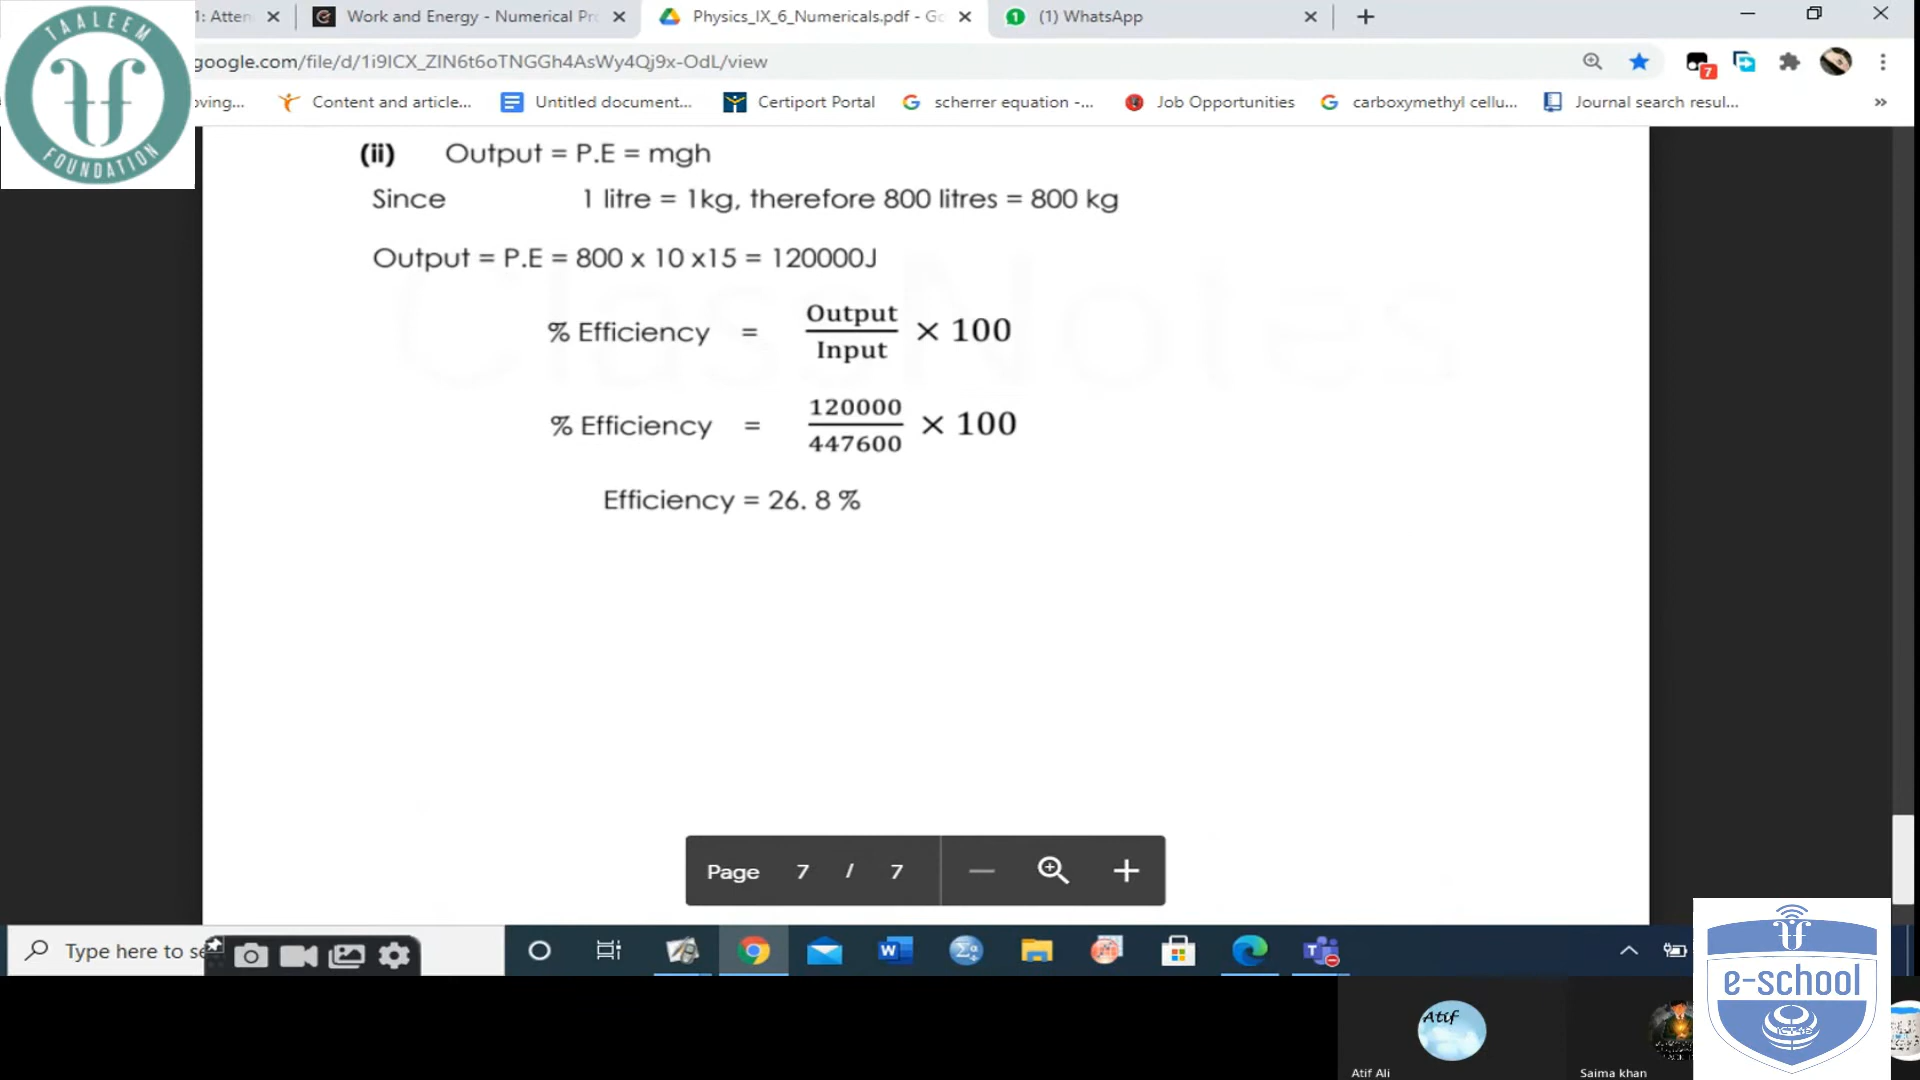 1: Atten
Work and Energy - Numerical Pr
Physics_IX_6_Numericals.pdf - Go
(1) WhatsApp
TAALEEM
FOUNDATION
google.com/file/d/1i9ICX_ZIN6t6oTNGGh4AsWy4Qj9x-OdL/view
7
oving...
Content and article...
Untitled document...
Certiport Portal
scherrer equation -...
Job Opportunities
carboxymethyl cellu...
Journal search resul...
»
(ii) Output = P.E = mgh
Since 1 litre = 1kg, therefore 800 litres = 800 kg
Output = P.E = 800 x 10 x15 = 120000J
ClassNotes
% Efficiency = Output/Input × 100
% Efficiency = 120000/447600 × 100
Efficiency = 26. 8 %
Page 7 / 7
Type here to se
e-school
Atif
Atif Ali
Saima khan